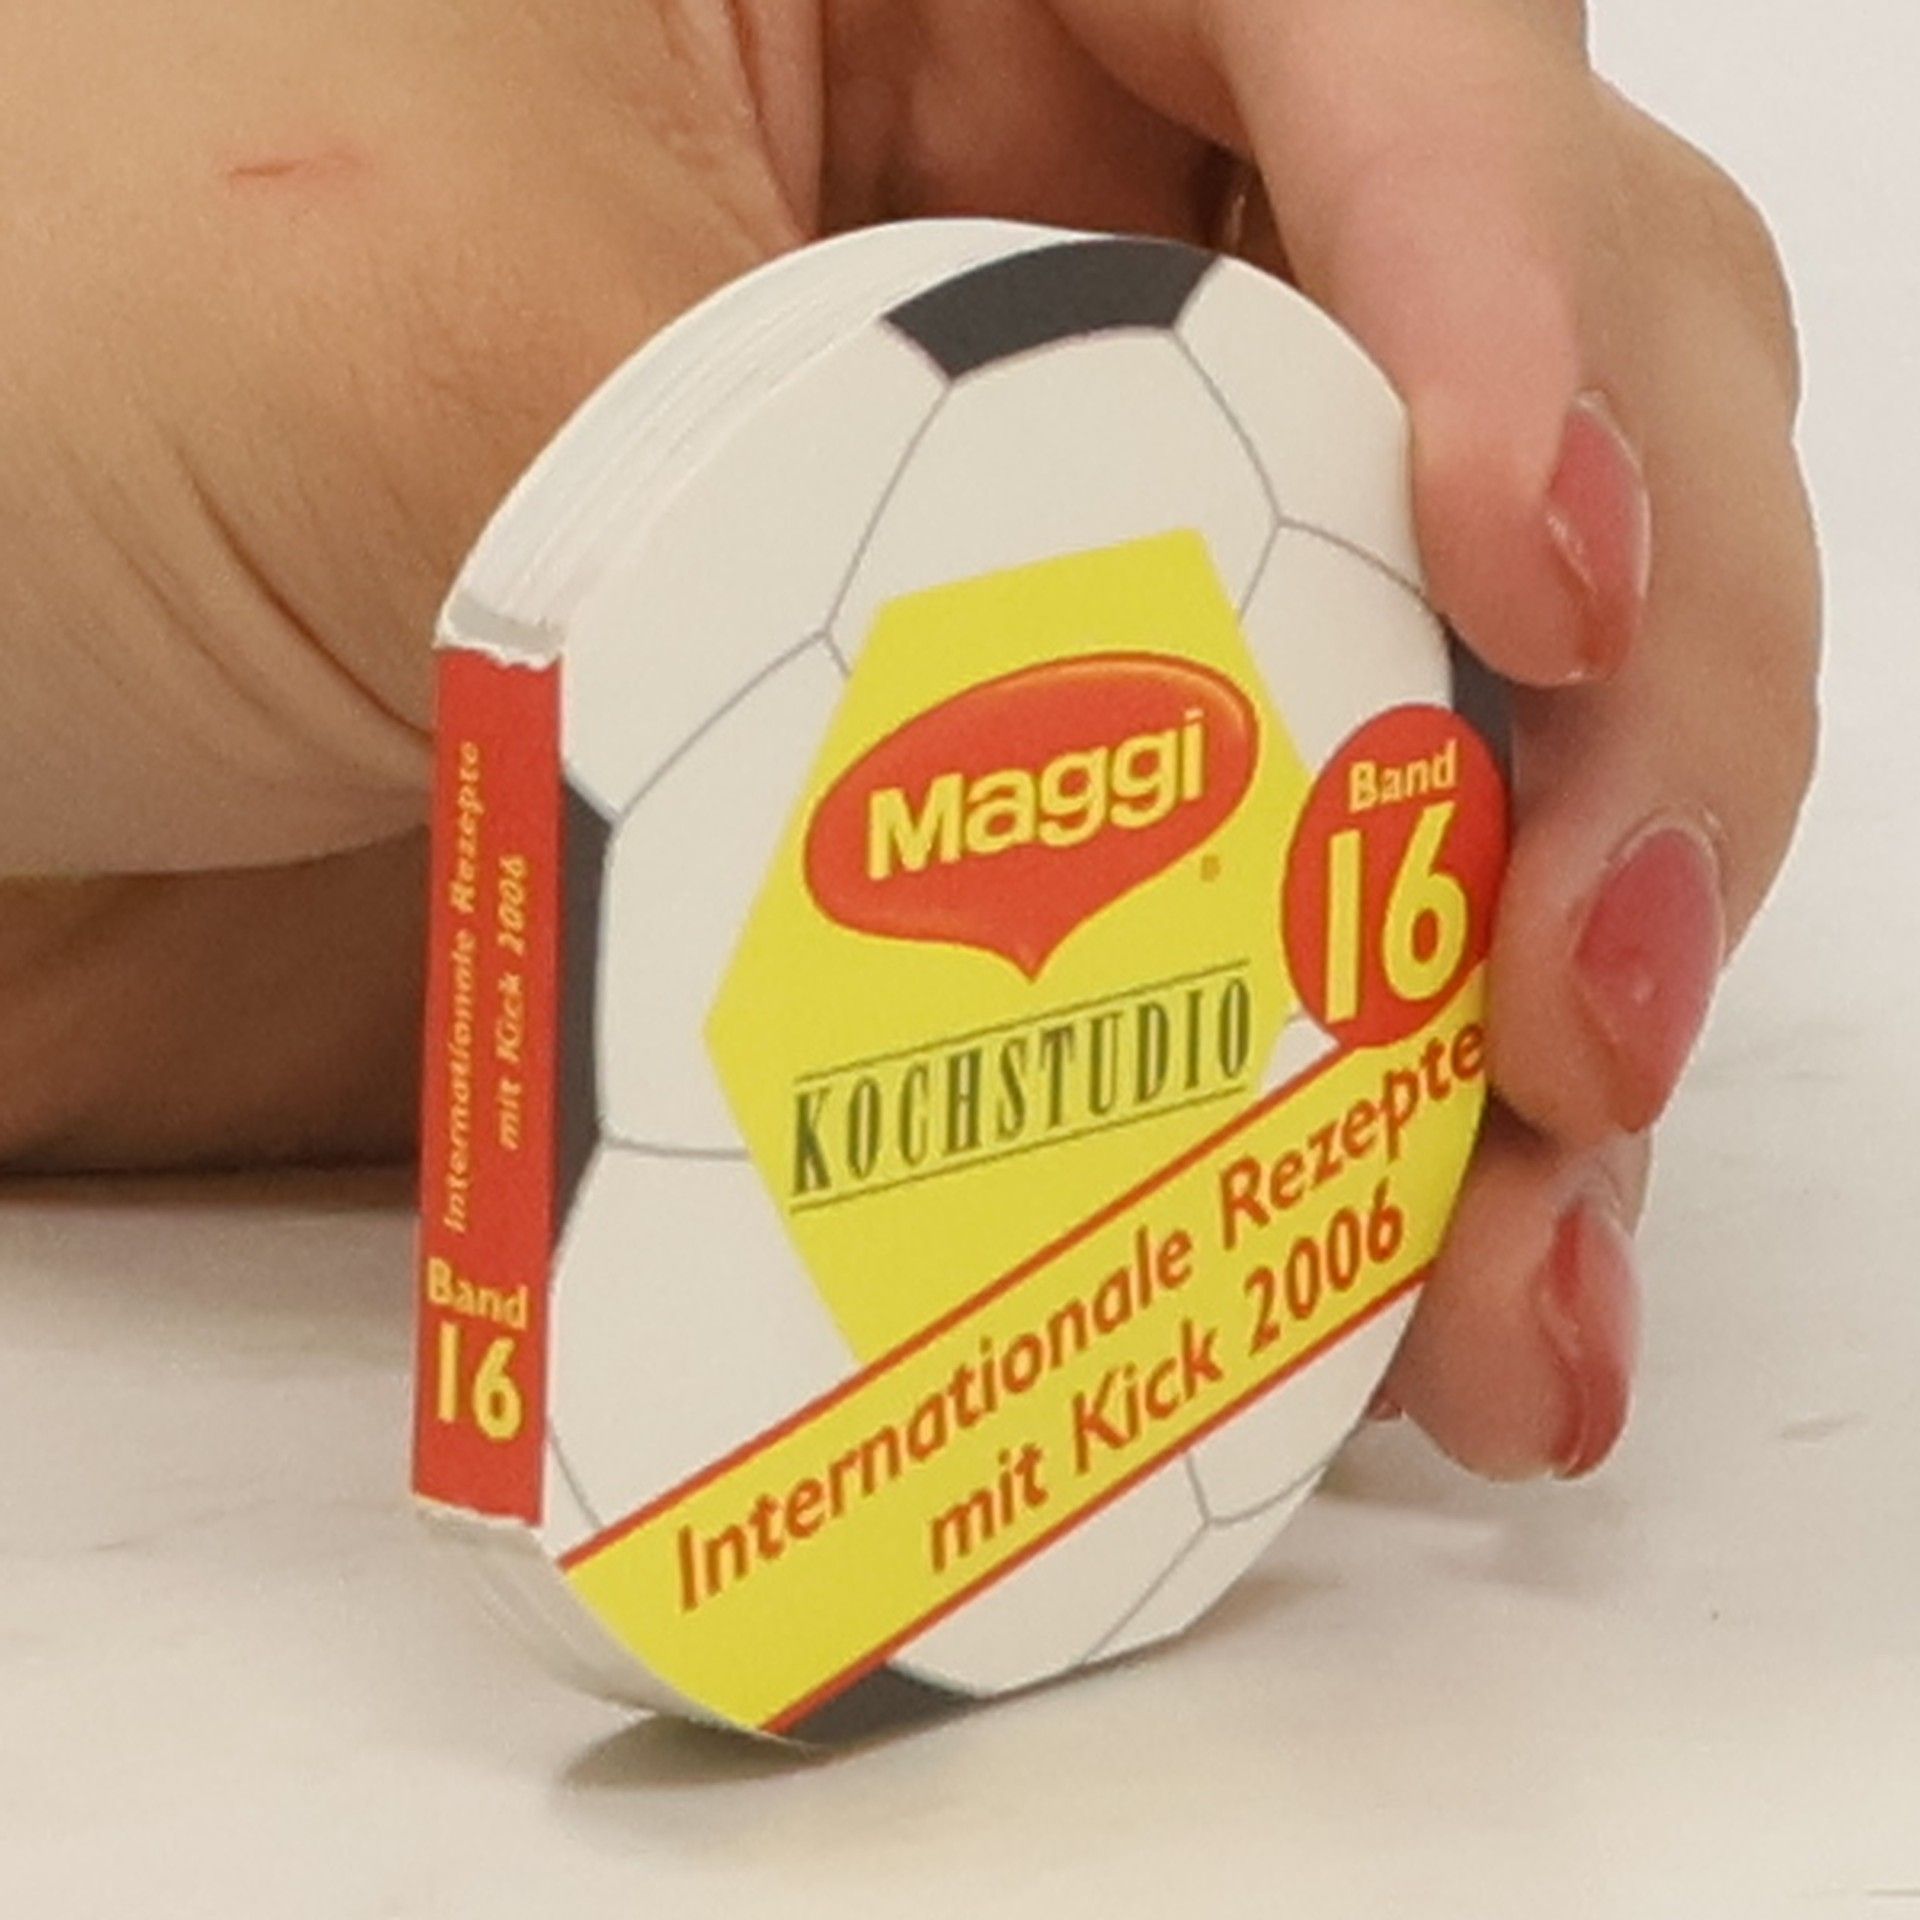 Internationale Rezepte
mit Kick 2006
Band
16
Maggi
®
KOCHSTUDIO
Band
16
Internationale Rezepte
mit Kick 2006